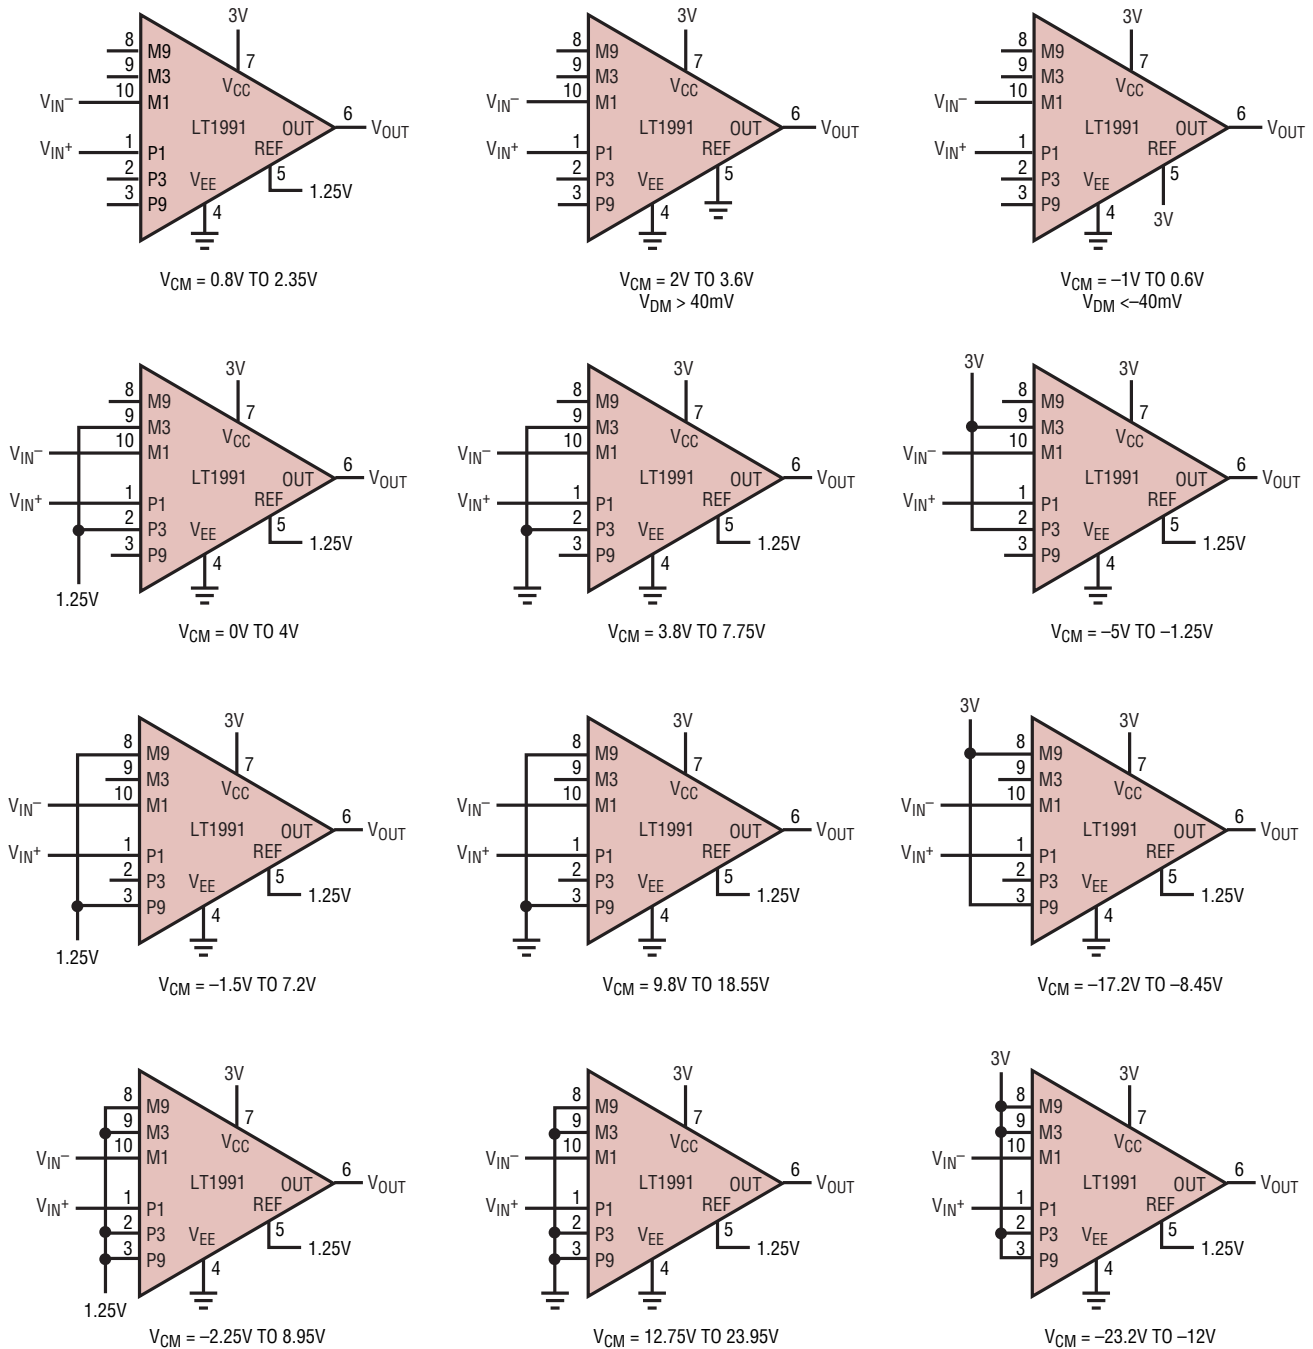 3V
8 M9
7
9 M3
VCC
VIN– 10 M1
LT1991 OUT 6 VOUT
VIN+ 1 P1
REF
2 P3
VEE
5 1.25V
3 P9
4
VCM = 0.8V TO 2.35V
3V
8 M9
7
9 M3
VCC
VIN– 10 M1
LT1991 OUT 6 VOUT
VIN+ 1 P1
REF
2 P3
VEE
5
3 P9
4
VCM = 2V TO 3.6V
VDM > 40mV
3V
8 M9
7
9 M3
VCC
VIN– 10 M1
LT1991 OUT 6 VOUT
VIN+ 1 P1
REF
2 P3
VEE
5
3 P9
4
3V
VCM = –1V TO 0.6V
VDM <–40mV
3V
8 M9
7
9 M3
VCC
VIN– 10 M1
LT1991 OUT 6 VOUT
VIN+ 1 P1
REF
2 P3
VEE
5 1.25V
3 P9
4
1.25V
VCM = 0V TO 4V
3V
8 M9
7
9 M3
VCC
VIN– 10 M1
LT1991 OUT 6 VOUT
VIN+ 1 P1
REF
2 P3
VEE
5 1.25V
3 P9
4
VCM = 3.8V TO 7.75V
3V
3V
8 M9
7
9 M3
VCC
VIN– 10 M1
LT1991 OUT 6 VOUT
VIN+ 1 P1
REF
2 P3
VEE
5 1.25V
3 P9
4
VCM = –5V TO –1.25V
3V
8 M9
7
9 M3
VCC
VIN– 10 M1
LT1991 OUT 6 VOUT
VIN+ 1 P1
REF
2 P3
VEE
5 1.25V
3 P9
4
1.25V
VCM = –1.5V TO 7.2V
3V
8 M9
7
9 M3
VCC
VIN– 10 M1
LT1991 OUT 6 VOUT
VIN+ 1 P1
REF
2 P3
VEE
5 1.25V
3 P9
4
VCM = 9.8V TO 18.55V
3V
3V
8 M9
7
9 M3
VCC
VIN– 10 M1
LT1991 OUT 6 VOUT
VIN+ 1 P1
REF
2 P3
VEE
5 1.25V
3 P9
4
VCM = –17.2V TO –8.45V
3V
8 M9
7
9 M3
VCC
VIN– 10 M1
LT1991 OUT 6 VOUT
VIN+ 1 P1
REF
2 P3
VEE
5 1.25V
3 P9
4
1.25V
VCM = –2.25V TO 8.95V
3V
8 M9
7
9 M3
VCC
VIN– 10 M1
LT1991 OUT 6 VOUT
VIN+ 1 P1
REF
2 P3
VEE
5 1.25V
3 P9
4
VCM = 12.75V TO 23.95V
3V
3V
8 M9
7
9 M3
VCC
VIN– 10 M1
LT1991 OUT 6 VOUT
VIN+ 1 P1
REF
2 P3
VEE
5 1.25V
3 P9
4
VCM = –23.2V TO –12V